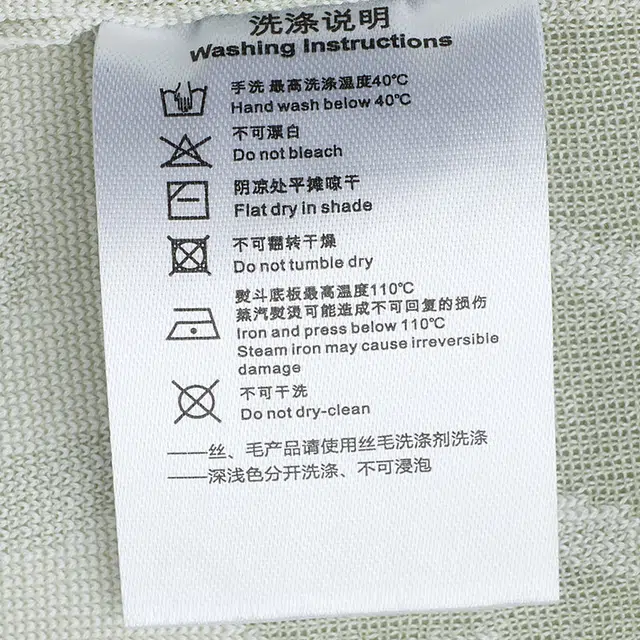 洗涤说明
Washing Instructions
手洗 最高洗涤温度40℃
Hand wash below 40℃
不可漂白
Do not bleach
阴凉处平摊晾干
Flat dry in shade
不可翻转干燥
Do not tumble dry
熨斗底板最高温度110℃
蒸汽熨烫可能造成不可回复的损伤
Iron and press below 110℃
Steam iron may cause irreversible
damage
不可干洗
Do not dry-clean
——丝、毛产品请使用丝毛洗涤剂洗涤
——深浅色分开洗涤、不可浸泡